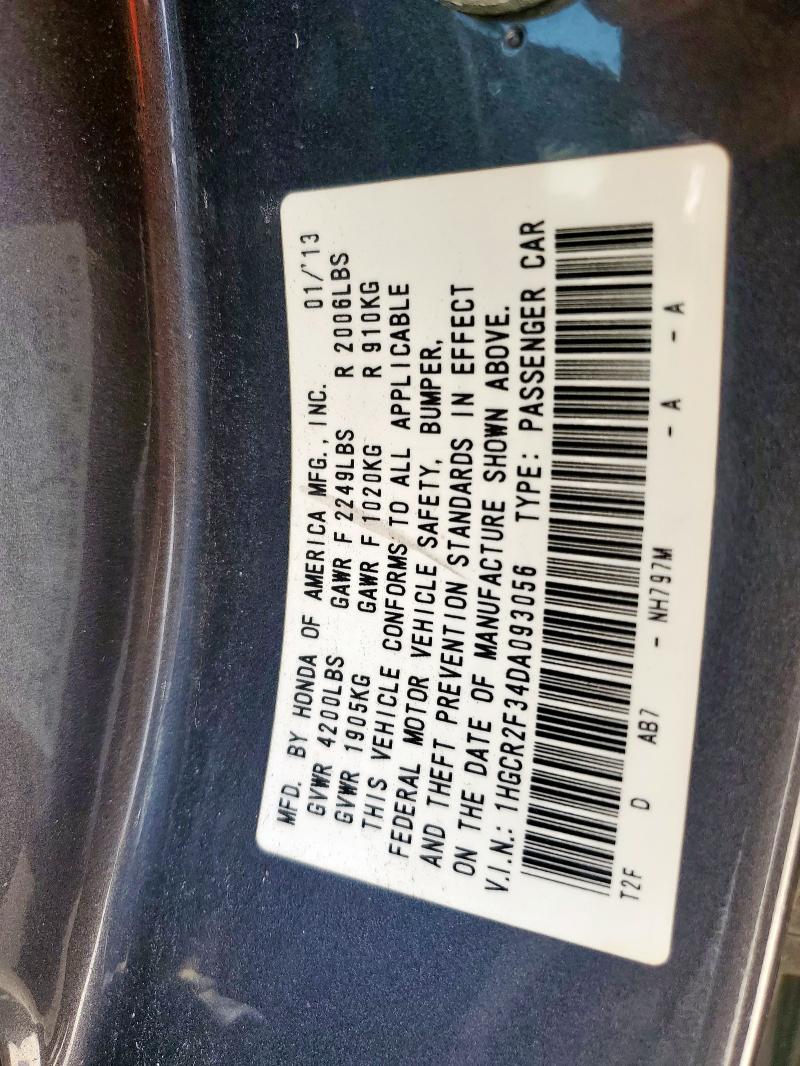 MFD. BY HONDA OF AMERICA MFG., INC. 01/'13
GVWR 4200LBS GAWR F 2249LBS R 2006LBS
GVWR 1905KG GAWR F 1020KG R 910KG
THIS VEHICLE CONFORMS TO ALL APPLICABLE
FEDERAL MOTOR VEHICLE SAFETY, BUMPER,
AND THEFT PREVENTION STANDARDS IN EFFECT
ON THE DATE OF MANUFACTURE SHOWN ABOVE.
V.I.N.: 1HGCR2F34DA093056 TYPE: PASSENGER CAR
T2F D AB7 - NH797M - A - A